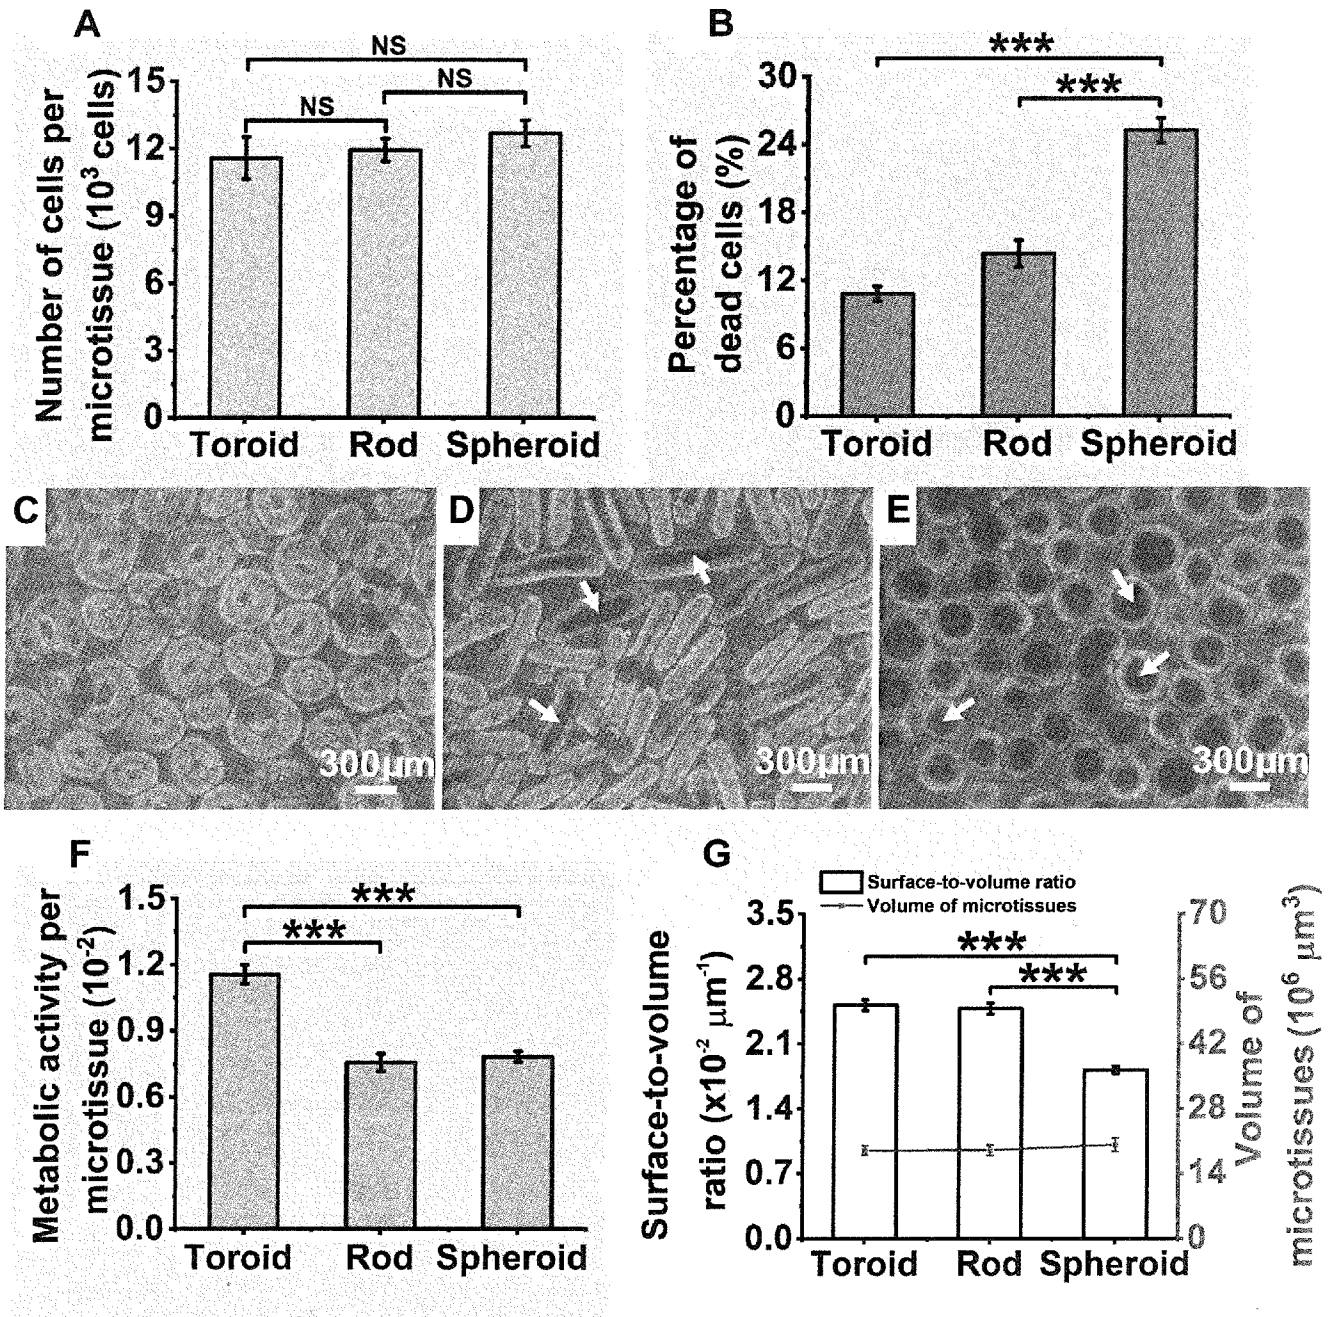 A
Number of cells per
microtissue (10³ cells)
15
12
9
6
3
0
NS
NS
NS
Toroid Rod Spheroid
B
Percentage of
dead cells (%)
30
24
18
12
6
0
***
***
Toroid Rod Spheroid
C
300µm
D
300µm
E
300µm
F
Metabolic activity per
microtissue (10⁻²)
1.5
1.2
0.9
0.6
0.3
0.0
***
***
Toroid Rod Spheroid
G
Surface-to-volume ratio
Volume of microtissues
Surface-to-volume
ratio (x10⁻² µm⁻¹)
3.5
2.8
2.1
1.4
0.7
0.0
***
***
70
56
42
28
14
0
Volume of
microtissues (10⁶ µm³)
Toroid Rod Spheroid